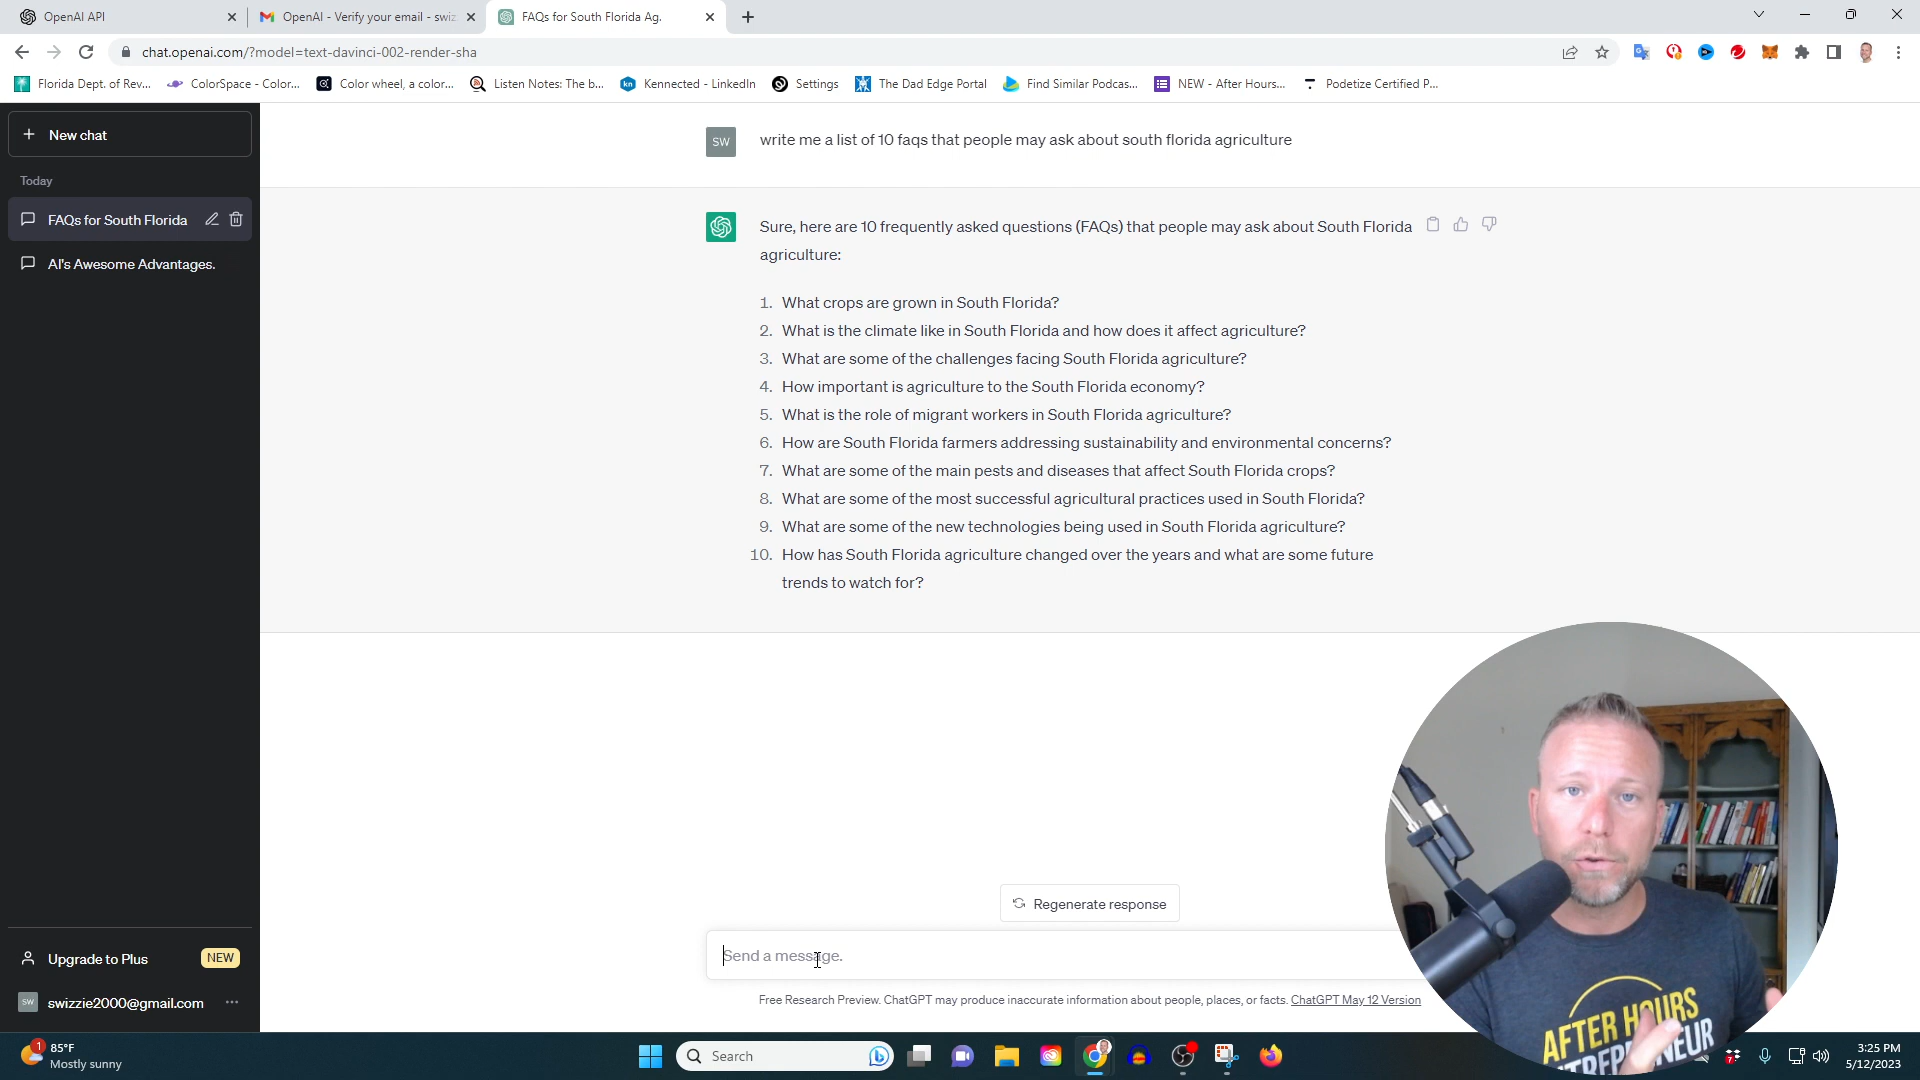 OpenAI API
OpenAI - Verify your email - swiz
FAQs for South Florida Ag.
chat.openai.com/?model=text-davinci-002-render-sha
Florida Dept. of Rev...
ColorSpace - Color...
Color wheel, a color...
Listen Notes: The b...
Kennected - LinkedIn
Settings
The Dad Edge Portal
Find Similar Podcas...
NEW - After Hours...
Podetize Certified P...
New chat
Today
FAQs for South Florida
AI's Awesome Advantages.
SW
write me a list of 10 faqs that people may ask about south florida agriculture
Sure, here are 10 frequently asked questions (FAQs) that people may ask about South Florida
agriculture:
1. What crops are grown in South Florida?
2. What is the climate like in South Florida and how does it affect agriculture?
3. What are some of the challenges facing South Florida agriculture?
4. How important is agriculture to the South Florida economy?
5. What is the role of migrant workers in South Florida agriculture?
6. How are South Florida farmers addressing sustainability and environmental concerns?
7. What are some of the main pests and diseases that affect South Florida crops?
8. What are some of the most successful agricultural practices used in South Florida?
9. What are some of the new technologies being used in South Florida agriculture?
10. How has South Florida agriculture changed over the years and what are some future
trends to watch for?
Regenerate response
Send a message.
Free Research Preview. ChatGPT may produce inaccurate information about people, places, or facts. ChatGPT May 12 Version
Upgrade to Plus
NEW
SW
swizzie2000@gmail.com
AFTER HOURS
TREPRENEUR
1
85°F
Mostly sunny
Search
3:25 PM
5/12/2023